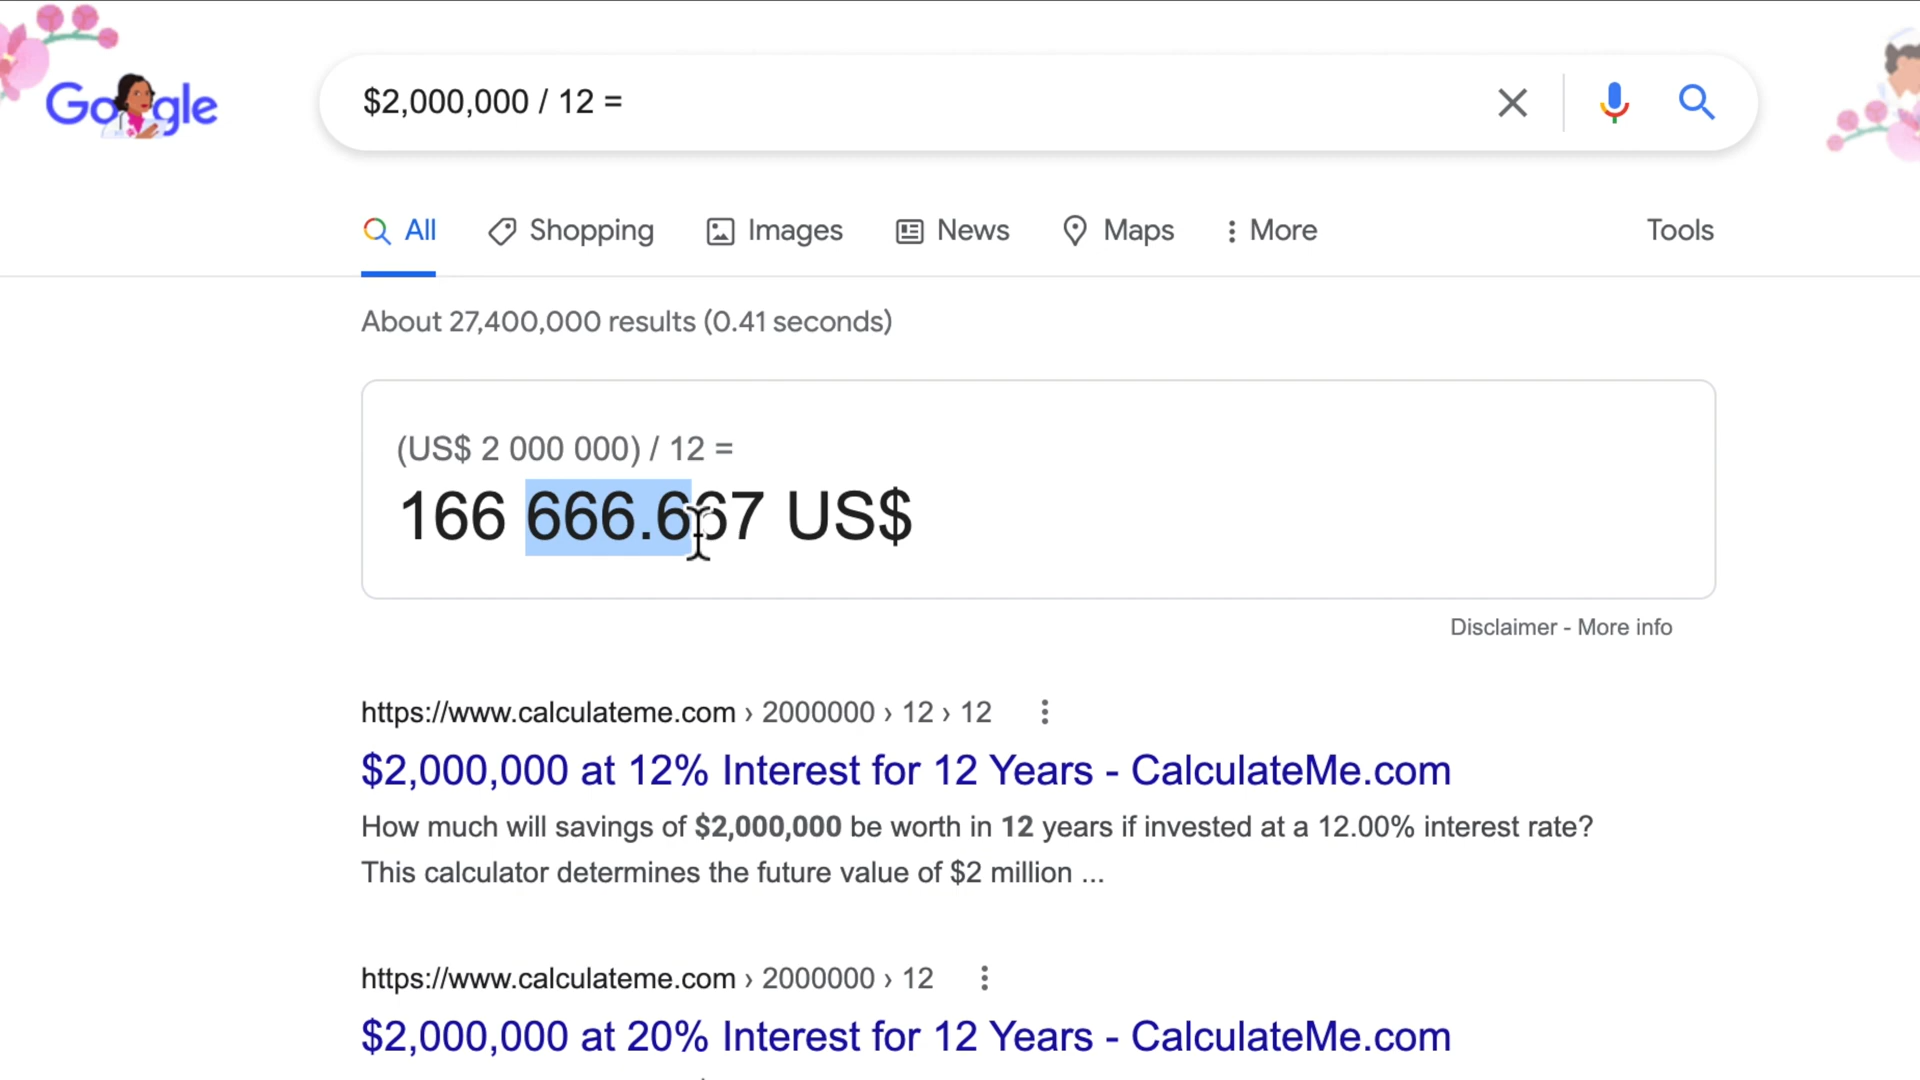 Google
$2,000,000 / 12 =
All
Shopping
Images
News
Maps
More
Tools
About 27,400,000 results (0.41 seconds)
(US$ 2 000 000) / 12 =
166 666.667 US$
Disclaimer - More info
https://www.calculateme.com › 2000000 › 12 › 12
$2,000,000 at 12% Interest for 12 Years - CalculateMe.com
How much will savings of $2,000,000 be worth in 12 years if invested at a 12.00% interest rate?
This calculator determines the future value of $2 million ...
https://www.calculateme.com › 2000000 › 12
$2,000,000 at 20% Interest for 12 Years - CalculateMe.com